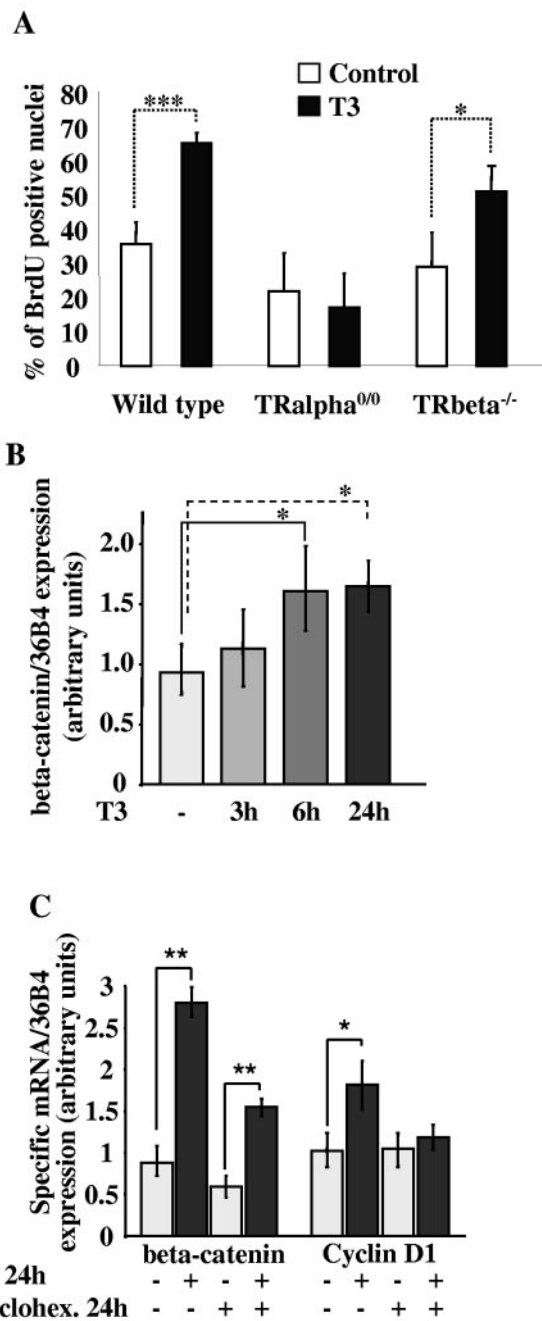 A
Control
T3
% of BrdU positive nuclei
80
70
60
50
40
30
20
10
0
***
*
Wild type TRalpha0/0 TRbeta-/-
B
beta-catenin/36B4 expression
(arbitrary units)
2.0
1.5
1.0
0.5
0
*
*
T3 - 3h 6h 24h
C
Specific mRNA/36B4
expression (arbitrary units)
3
2.5
2
1.5
1
0.5
0
**
**
*
beta-catenin Cyclin D1
24h - + - + - + - +
clohex. 24h - - + + - - + +